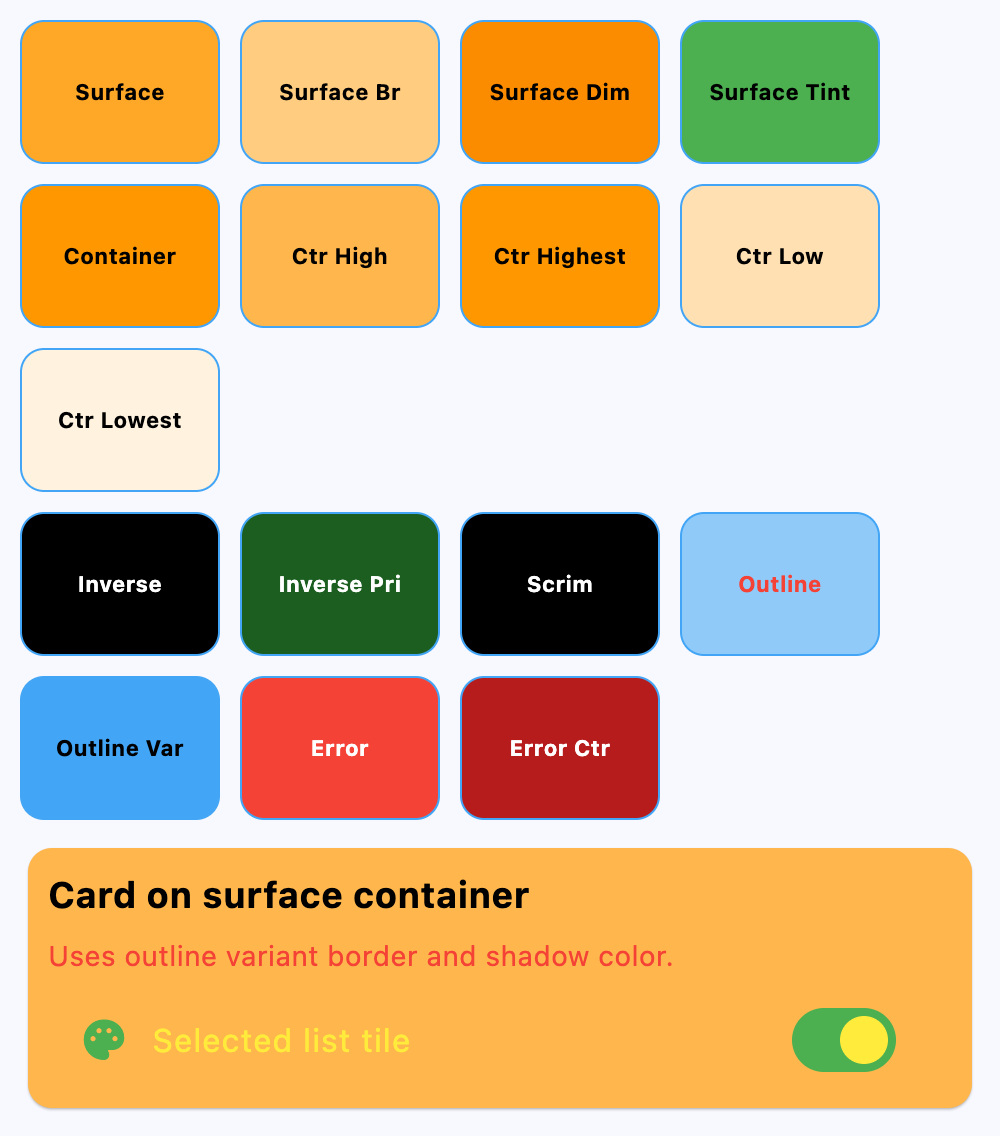 Surface
Surface Br
Surface Dim
Surface Tint
Container
Ctr High
Ctr Highest
Ctr Low
Ctr Lowest
Inverse
Inverse Pri
Scrim
Outline
Outline Var
Error
Error Ctr
Card on surface container
Uses outline variant border and shadow color.
Selected list tile